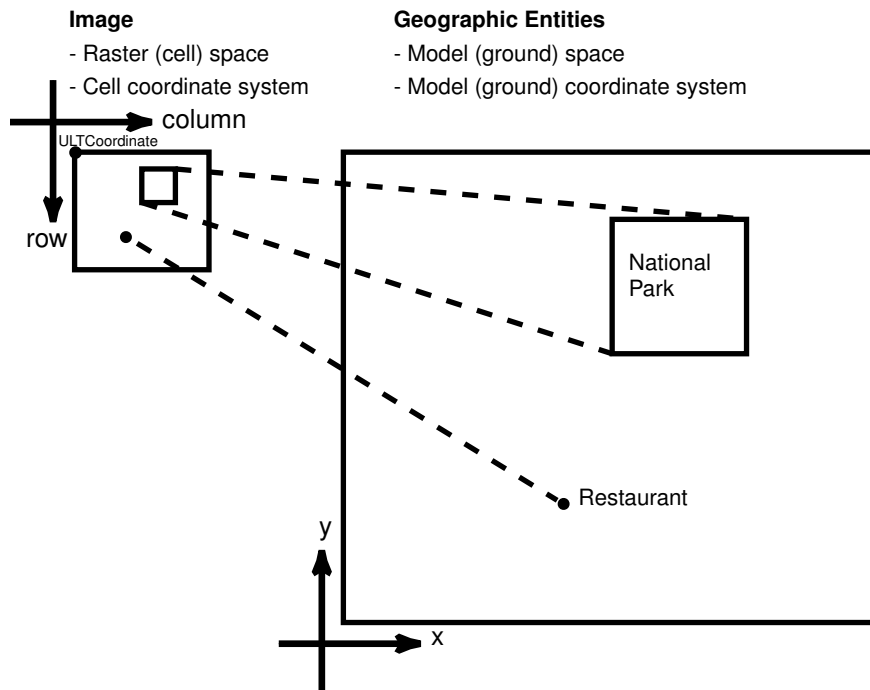 Image
- Raster (cell) space
- Cell coordinate system
Geographic Entities
- Model (ground) space
- Model (ground) coordinate system
column
ULTCoordinate
row
National
Park
Restaurant
y
x